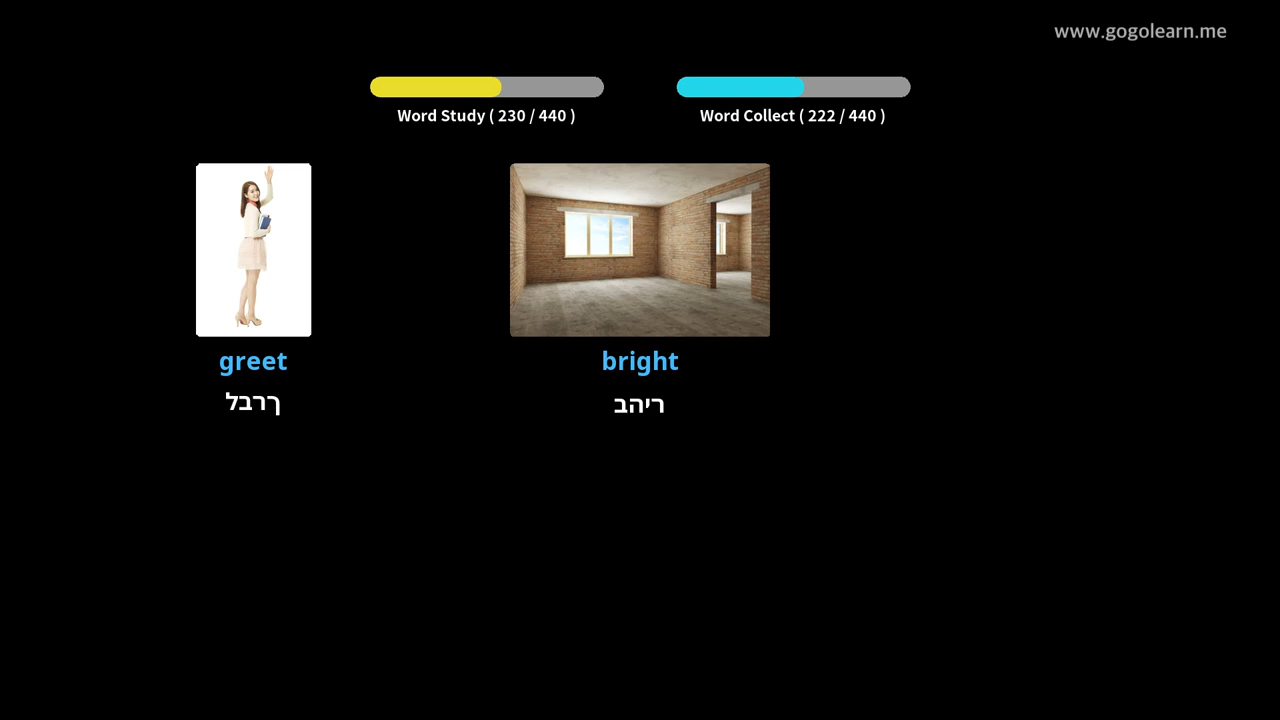 www.gogolearn.me
Word Study ( 230 / 440 )
Word Collect ( 222 / 440 )
greet
bright
ךרבל
ריהב